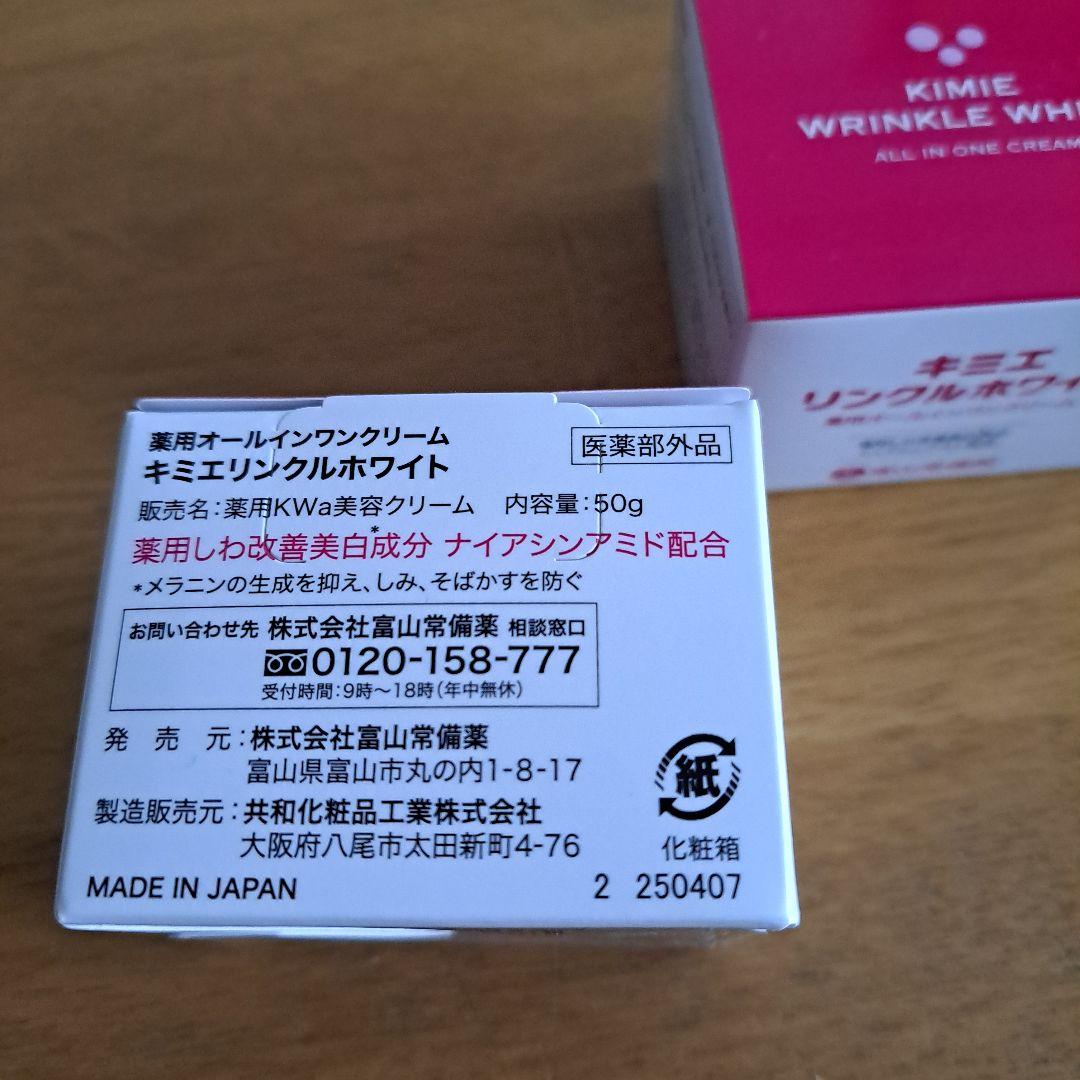 KIMIE
WRINKLE WHI
ALL IN ONE CREAM
キミエ
リンクルホワイ
薬用オールインワンクリーム
キミエリンクルホワイト
医薬部外品
販売名:薬用KWa美容クリーム 内容量:50g
薬用しわ改善美白成分* ナイアシンアミド配合
*メラニンの生成を抑え、しみ、そばかすを防ぐ
お問い合わせ先 株式会社富山常備薬 相談窓口
0120-158-777
受付時間:9時~18時(年中無休)
発売元:株式会社富山常備薬
富山県富山市丸の内1-8-17
製造販売元:共和化粧品工業株式会社
大阪府八尾市太田新町4-76
紙
化粧箱
MADE IN JAPAN
2 250407